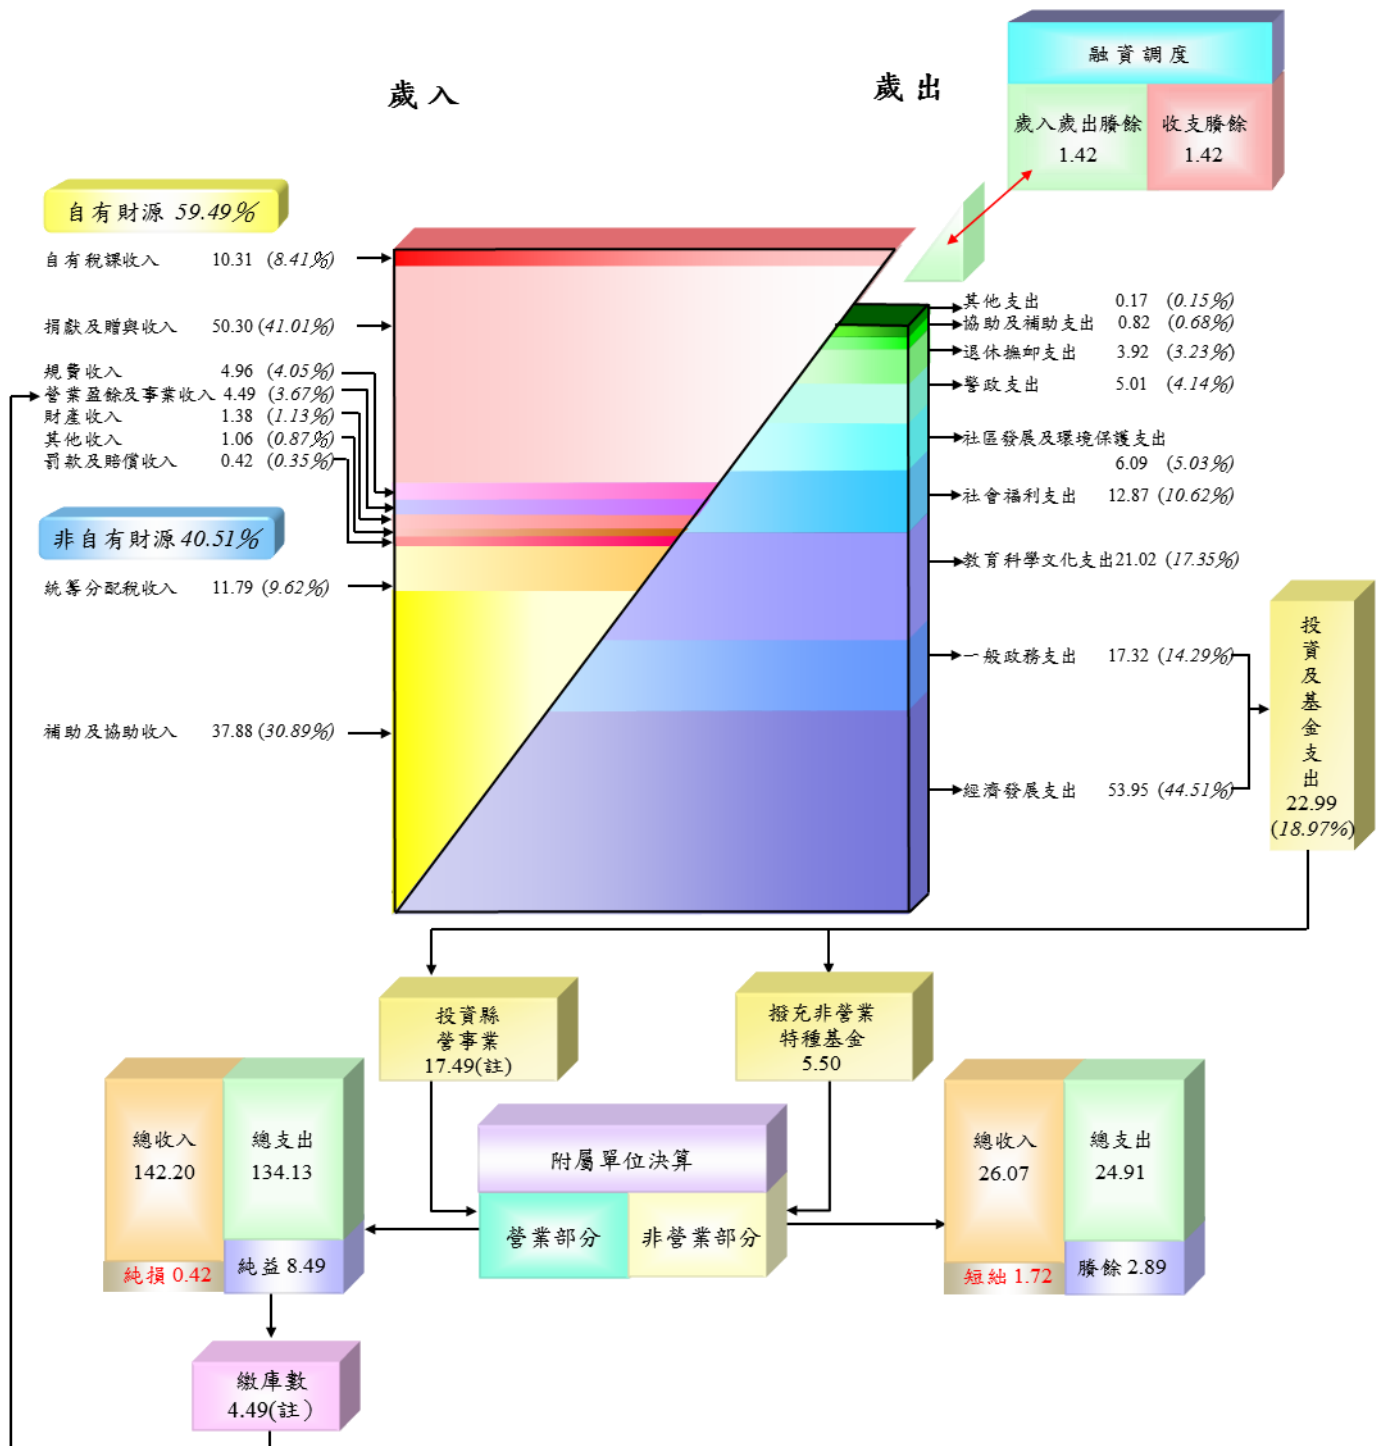 歲入
歲出
融資調度
歲入歲出賸餘
1.42
收支賸餘
1.42
自有財源 59.49%
自有稅課收入 10.31 (8.41%)
捐獻及贈與收入 50.30 (41.01%)
規費收入 4.96 (4.05%)
營業盈餘及事業收入 4.49 (3.67%)
財產收入 1.38 (1.13%)
其他收入 1.06 (0.87%)
罰款及賠償收入 0.42 (0.35%)
非自有財源 40.51%
統籌分配稅收入 11.79 (9.62%)
補助及協助收入 37.88 (30.89%)
其他支出 0.17 (0.15%)
協助及補助支出 0.82 (0.68%)
退休撫卹支出 3.92 (3.23%)
警政支出 5.01 (4.14%)
社區發展及環境保護支出
6.09 (5.03%)
社會福利支出 12.87 (10.62%)
教育科學文化支出 21.02 (17.35%)
一般政務支出 17.32 (14.29%)
經濟發展支出 53.95 (44.51%)
投
資
及
基
金
支
出
22.99
(18.97%)
投資縣
營事業
17.49(註)
撥充非營業
特種基金
5.50
總收入
142.20
純損 0.42
總支出
134.13
純益 8.49
附屬單位決算
營業部分
非營業部分
總收入
26.07
短絀 1.72
總支出
24.91
賸餘 2.89
繳庫數
4.49(註)